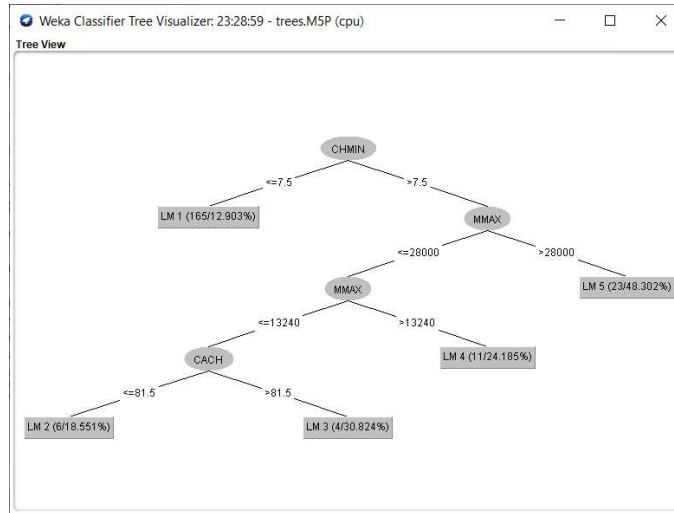 Weka Classifier Tree Visualizer: 23:28:59 - trees.M5P (cpu)
Tree View
CHMIN
<=7.5
>7.5
LM 1 (165/12.903%)
MMAX
<=28000
>28000
MMAX
LM 5 (23/48.302%)
<=13240
>13240
CACH
LM 4 (11/24.185%)
<=81.5
>81.5
LM 2 (6/18.551%)
LM 3 (4/30.824%)